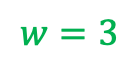 w = 3